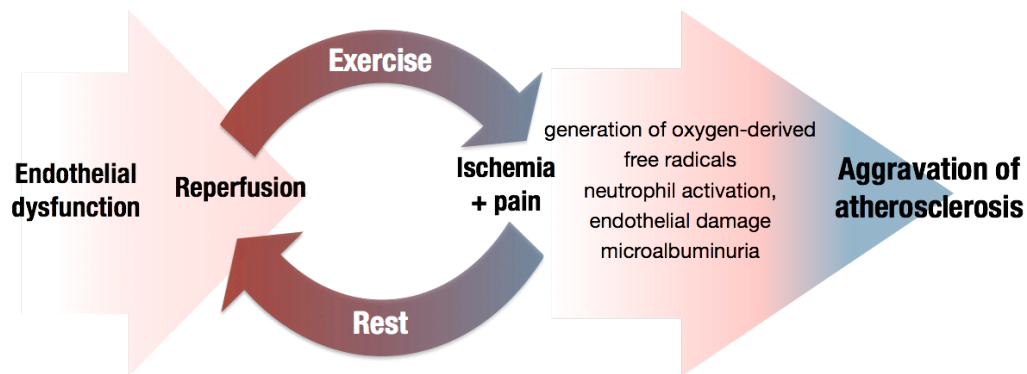 Exercise
Endothelial
dysfunction
Reperfusion
Ischemia
+ pain
Rest
generation of oxygen-derived
free radicals
neutrophil activation,
endothelial damage
microalbuminuria
Aggravation of
atherosclerosis